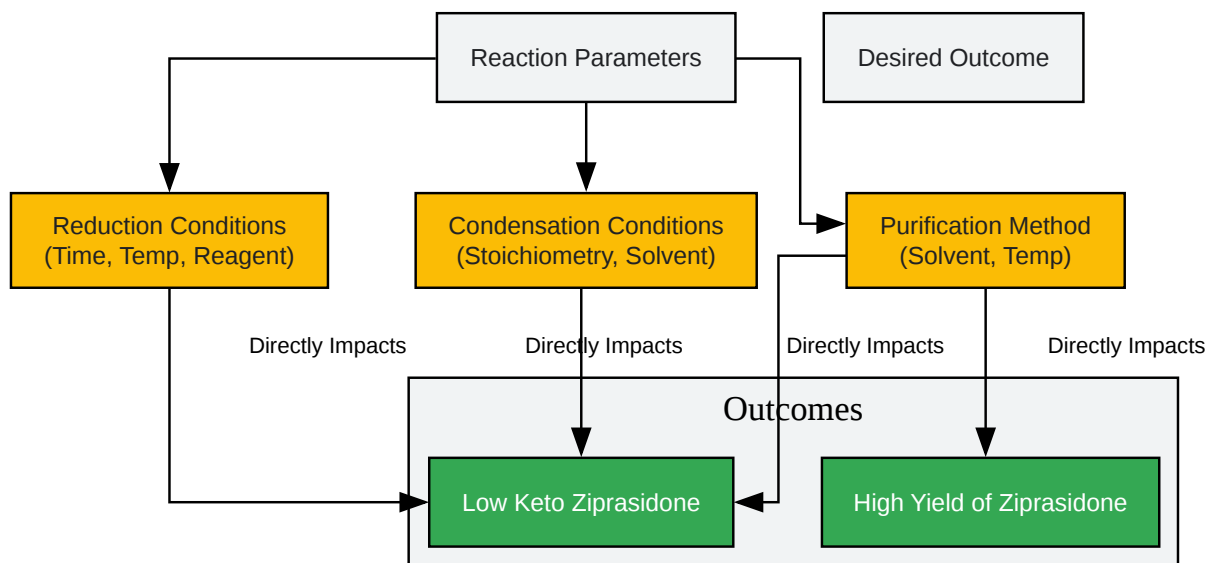 Reaction Parameters
Desired Outcome
Reduction Conditions
(Time, Temp, Reagent)
Condensation Conditions
(Stoichiometry, Solvent)
Purification Method
(Solvent, Temp)
Directly Impacts
Directly Impacts
Directly Impacts
Directly Impacts
Outcomes
Low Keto Ziprasidone
High Yield of Ziprasidone